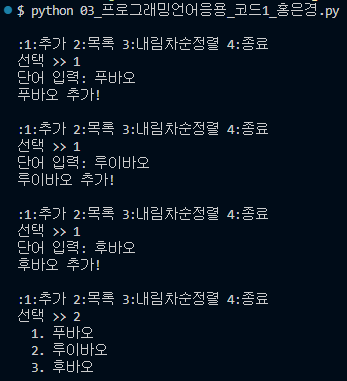 $ python 03_프로그래밍언어응용_코드1_홍은경.py
:1:추가 2:목록 3:내림차순정렬 4:종료
선택 >> 1
단어 입력: 푸바오
푸바오 추가!
:1:추가 2:목록 3:내림차순정렬 4:종료
선택 >> 1
단어 입력: 루이바오
루이바오 추가!
:1:추가 2:목록 3:내림차순정렬 4:종료
선택 >> 1
단어 입력: 후바오
후바오 추가!
:1:추가 2:목록 3:내림차순정렬 4:종료
선택 >> 2
1. 푸바오
2. 루이바오
3. 후바오